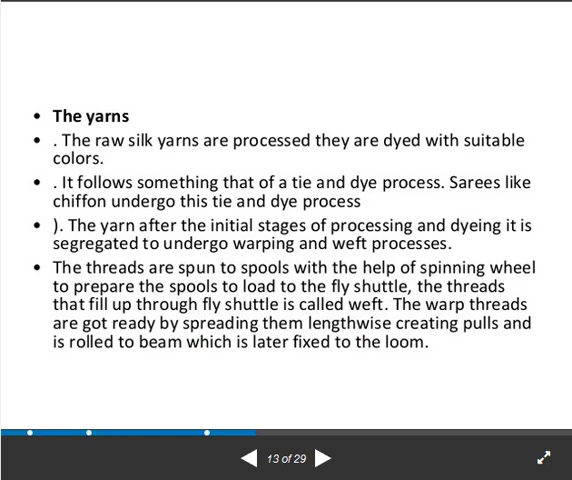 • The yarns
• . The raw silk yarns are processed they are dyed with suitable
colors.
• . It follows something that of a tie and dye process. Sarees like
chiffon undergo this tie and dye process
• ). The yarn after the initial stages of processing and dyeing it is
segregated to undergo warping and weft processes.
• The threads are spun to spools with the help of spinning wheel
to prepare the spools to load to the fly shuttle, the threads
that fill up through fly shuttle is called weft. The warp threads
are got ready by spreading them lengthwise creating pulls and
is rolled to beam which is later fixed to the loom.
13 of 29